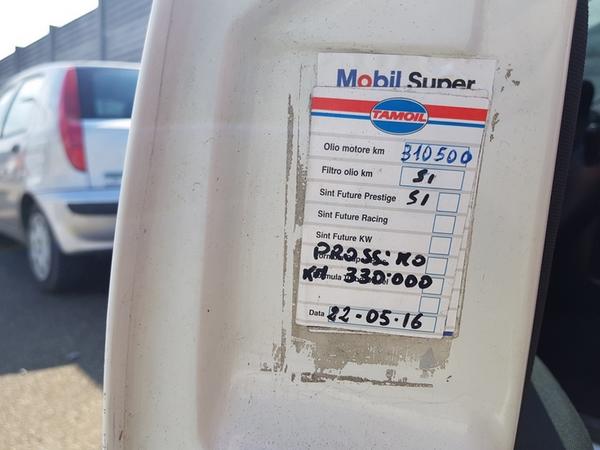 Mobil Super
TAMOIL
Olio motore km 310500
Filtro olio km SI
Sint Future Prestige SI
Sint Future Racing
Sint Future KW
PROSSIMO
KM 330.000
Data 22-05-16